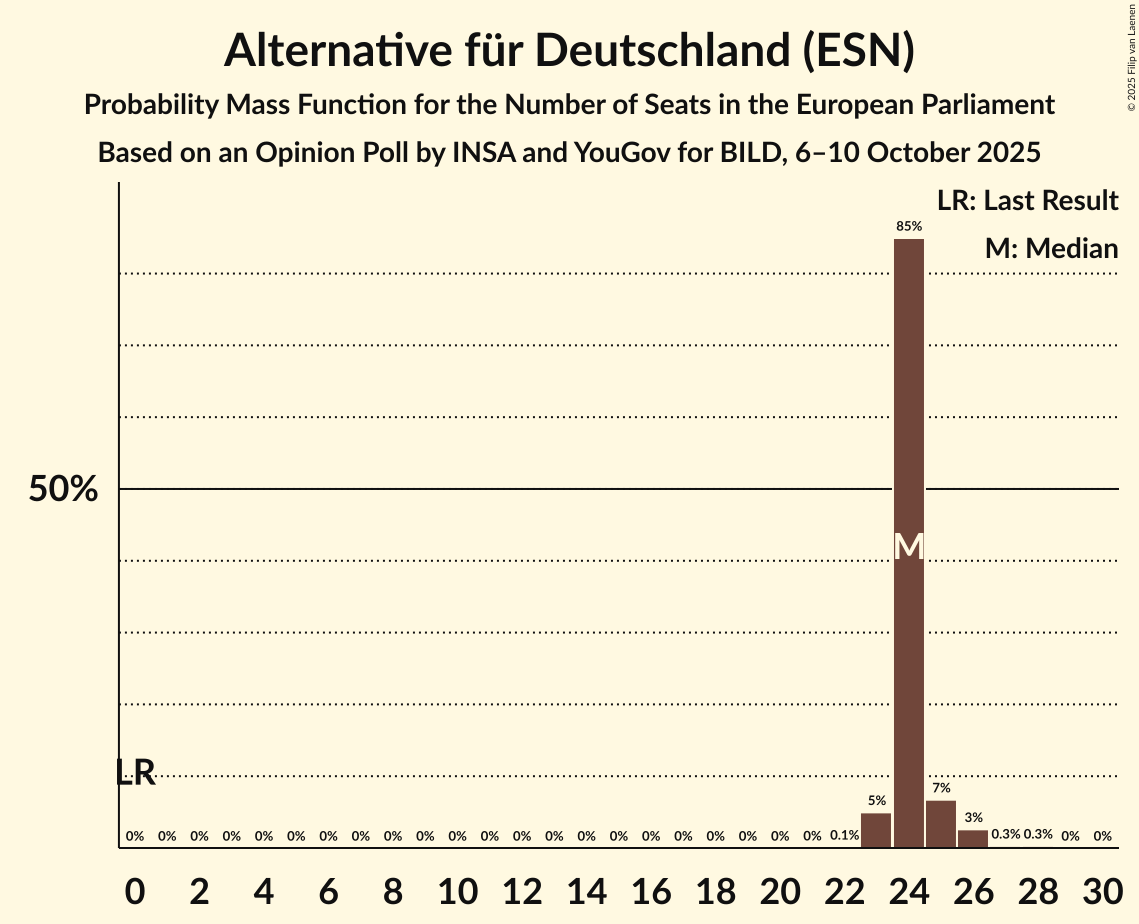 Alternative für Deutschland (ESN)
Probability Mass Function for the Number of Seats in the European Parliament
Based on an Opinion Poll by INSA and YouGov for BILD, 6–10 October 2025
© 2025 Filip van Laenen
LR: Last Result
M: Median
85%
50%
M
LR
0% 0% 0% 0% 0% 0% 0% 0% 0% 0% 0% 0% 0% 0% 0% 0% 0% 0% 0% 0% 0% 0% 0.1% 5% 7% 3% 0.3% 0.3% 0% 0%
0 2 4 6 8 10 12 14 16 18 20 22 24 26 28 30